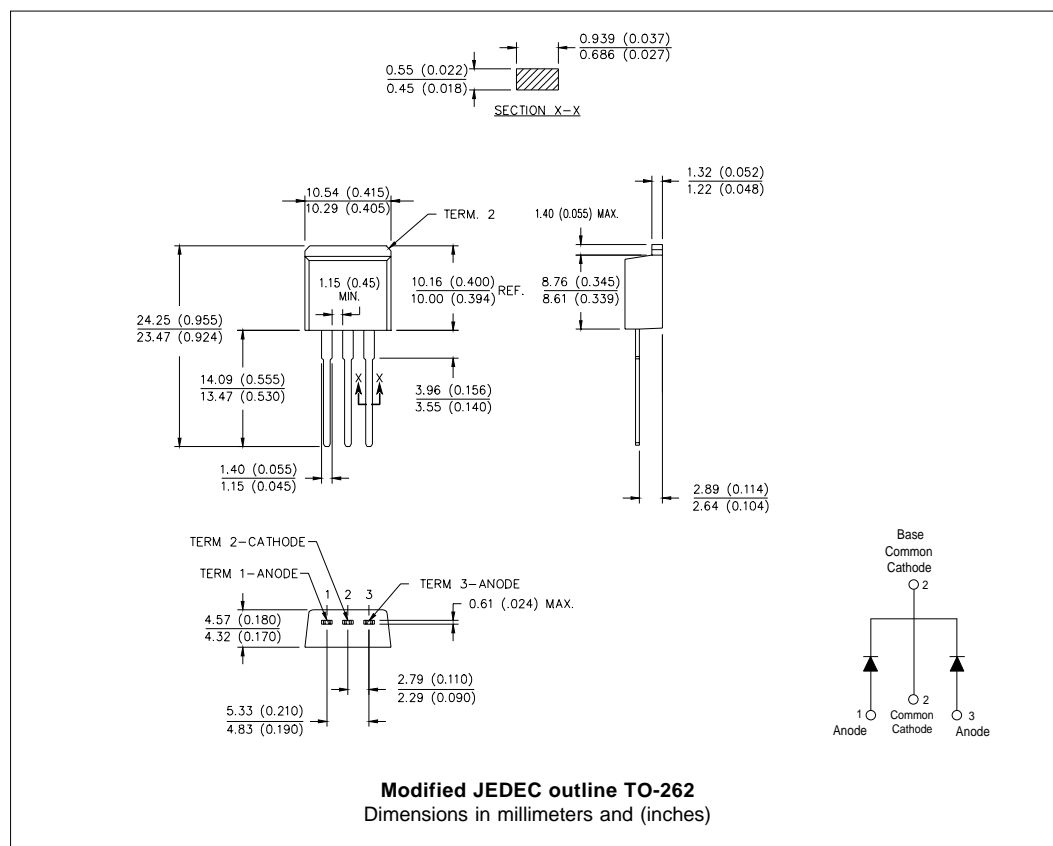 0.939 (0.037)
0.686 (0.027)
0.55 (0.022)
0.45 (0.018)
SECTION X-X
1.32 (0.052)
1.22 (0.048)
10.54 (0.415)
10.29 (0.405)
TERM. 2
1.40 (0.055) MAX.
1.15 (0.45)
MIN.
10.16 (0.400)
10.00 (0.394)
REF.
8.76 (0.345)
8.61 (0.339)
24.25 (0.955)
23.47 (0.924)
14.09 (0.555)
13.47 (0.530)
X X
3.96 (0.156)
3.55 (0.140)
1.40 (0.055)
1.15 (0.045)
2.89 (0.114)
2.64 (0.104)
TERM 2-CATHODE
TERM 1-ANODE
1 2 3
TERM 3-ANODE
0.61 (.024) MAX.
4.57 (0.180)
4.32 (0.170)
2.79 (0.110)
2.29 (0.090)
5.33 (0.210)
4.83 (0.190)
Base
Common
Cathode
2
2
1
Anode
Common
Cathode
3
Anode
Modified JEDEC outline TO-262
Dimensions in millimeters and (inches)